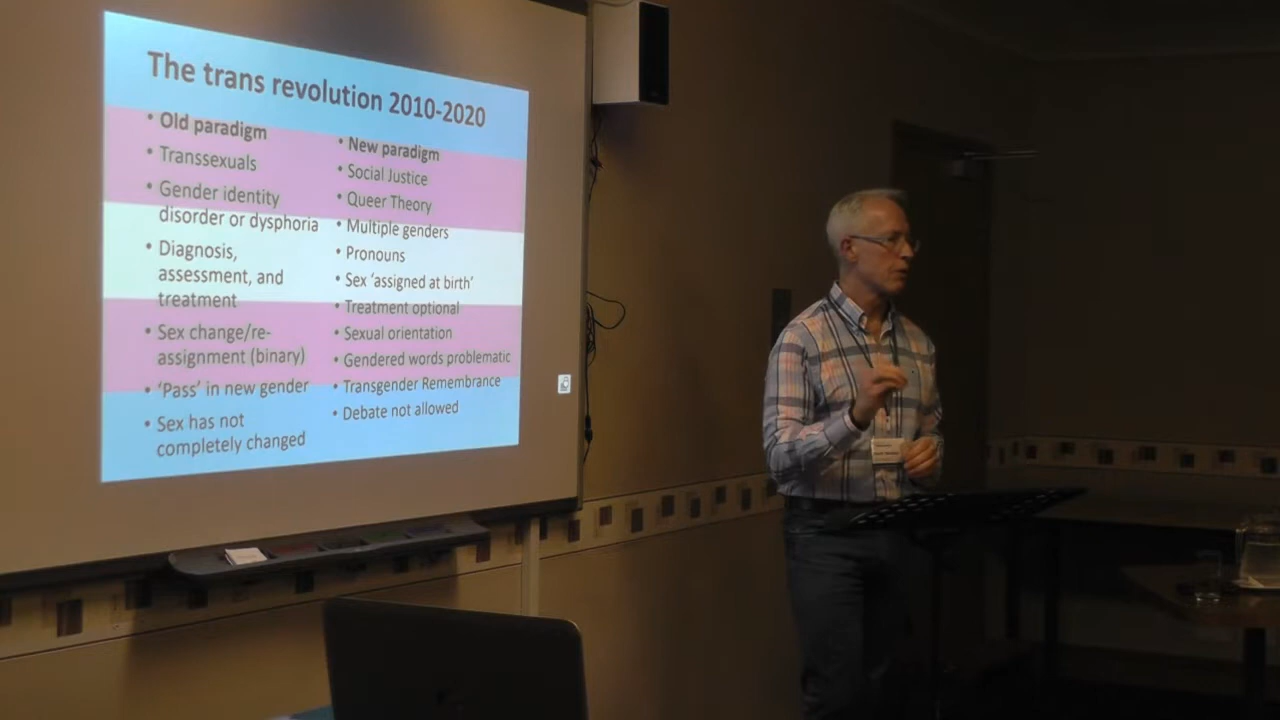 The trans revolution 2010-2020
• Old paradigm
• Transsexuals
• Gender identity
disorder or dysphoria
• Diagnosis,
assessment, and
treatment
• Sex change/re-
assignment (binary)
• ‘Pass’ in new gender
• Sex has not
completely changed
• New paradigm
• Social Justice
• Queer Theory
• Multiple genders
• Pronouns
• Sex ‘assigned at birth’
• Treatment optional
• Sexual orientation
• Gendered words problematic
• Transgender Remembrance
• Debate not allowed